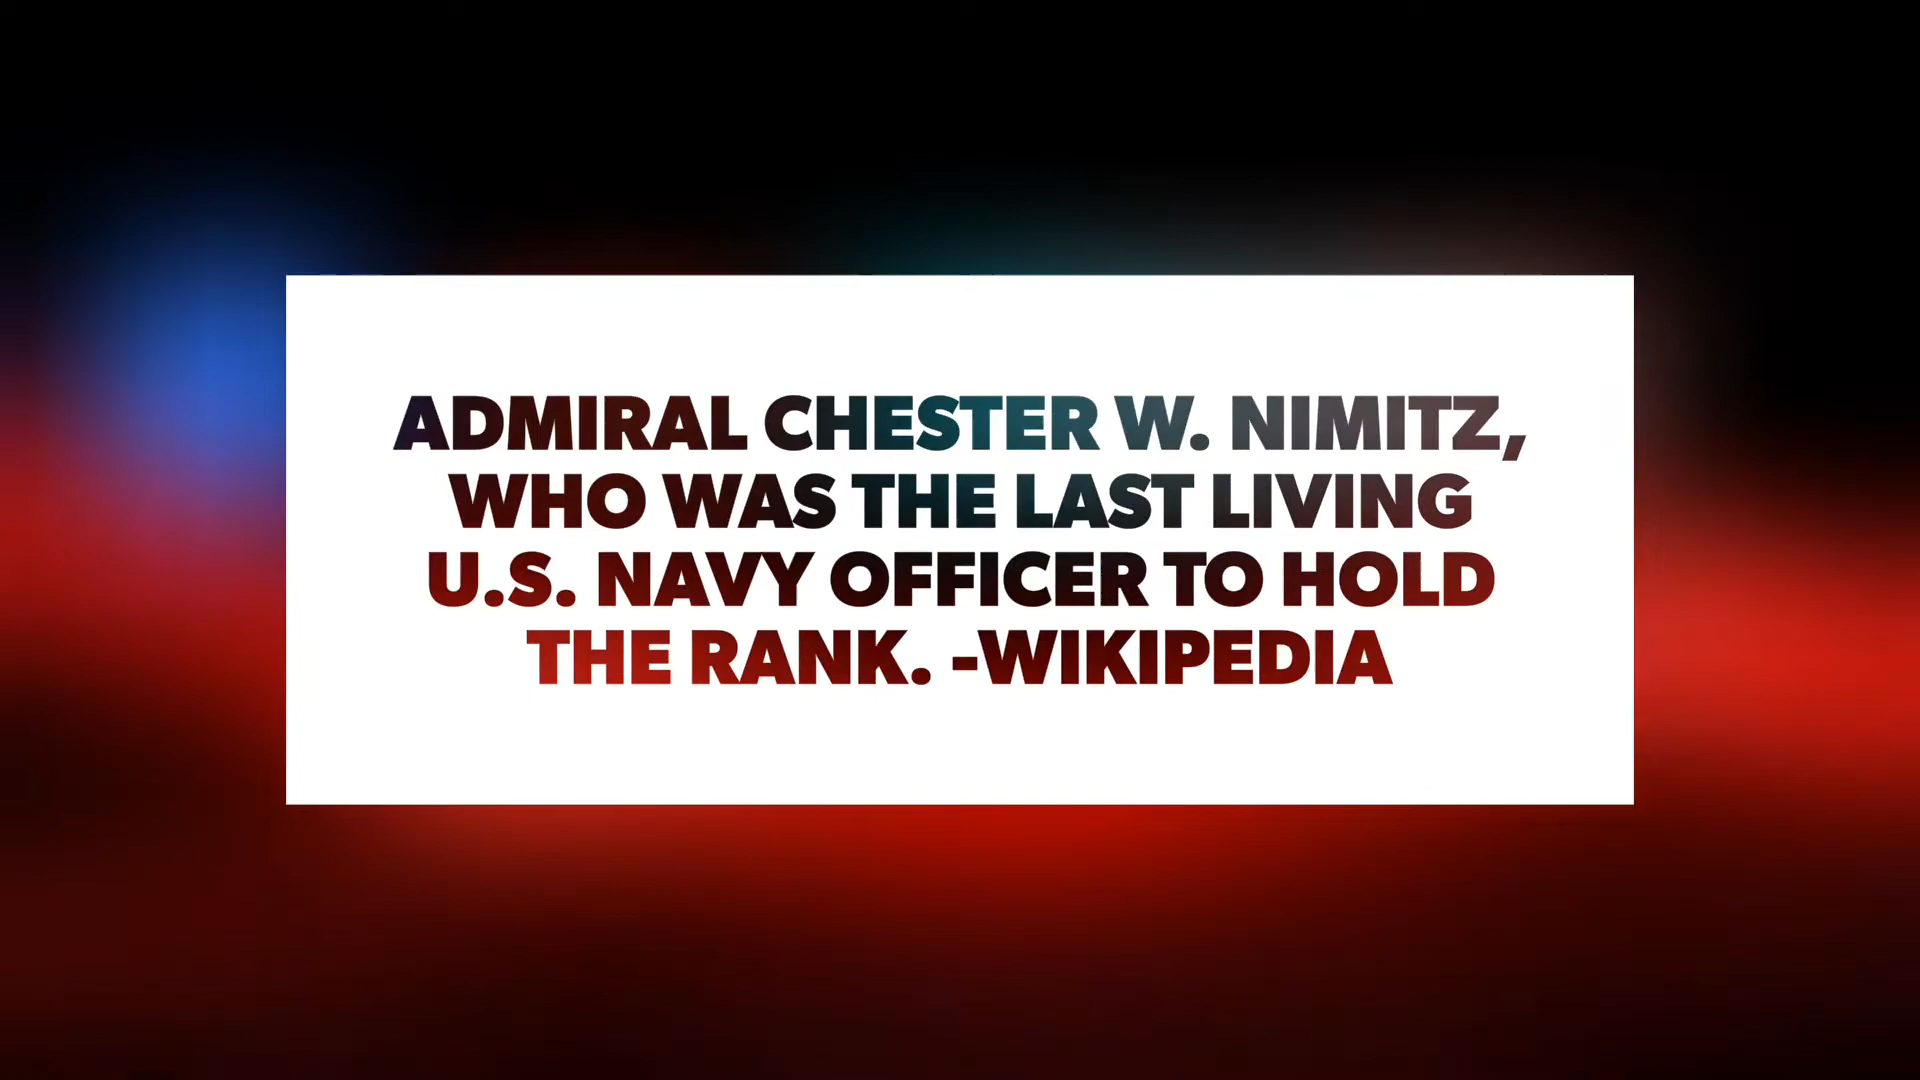 ADMIRAL CHESTER W. NIMITZ,
WHO WAS THE LAST LIVING
U.S. NAVY OFFICER TO HOLD
THE RANK. -WIKIPEDIA